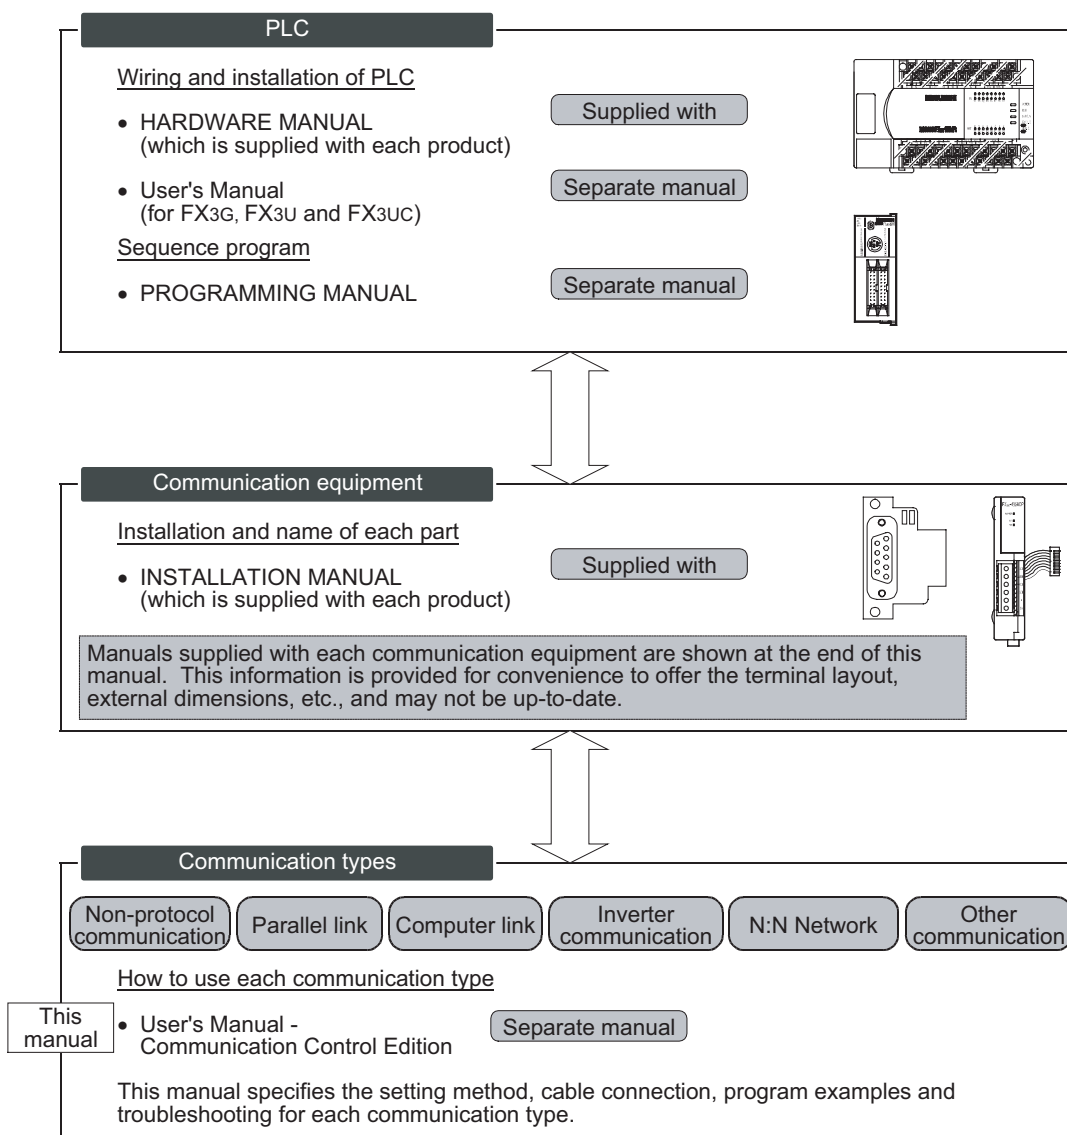 PLC
Wiring and installation of PLC
• HARDWARE MANUAL
(which is supplied with each product)
Supplied with
• User's Manual
(for FX3G, FX3U and FX3UC)
Separate manual
Sequence program
• PROGRAMMING MANUAL
Separate manual
Communication equipment
Installation and name of each part
• INSTALLATION MANUAL
(which is supplied with each product)
Supplied with
Manuals supplied with each communication equipment are shown at the end of this
manual. This information is provided for convenience to offer the terminal layout,
external dimensions, etc., and may not be up-to-date.
Communication types
Non-protocol
communication
Parallel link
Computer link
Inverter
communication
N:N Network
Other
communication
How to use each communication type
This
manual
• User's Manual -
Communication Control Edition
Separate manual
This manual specifies the setting method, cable connection, program examples and
troubleshooting for each communication type.